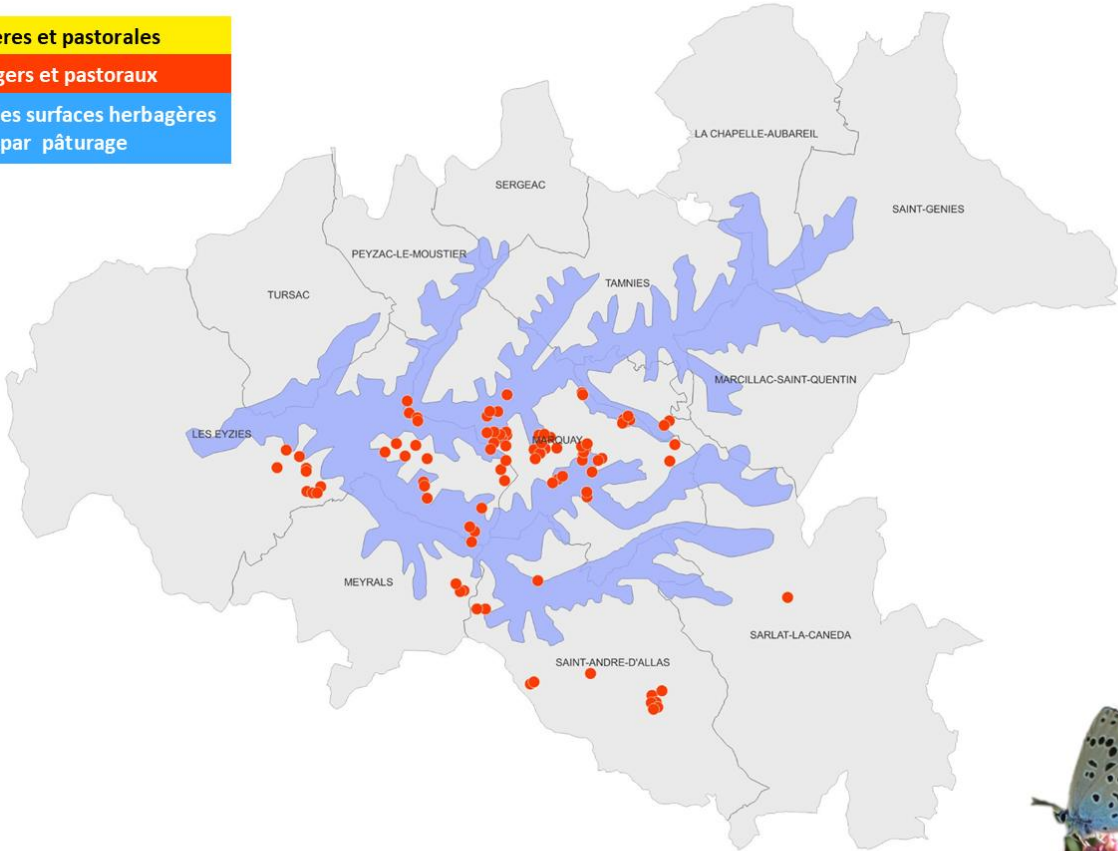 ères et pastorales
gers et pastoraux
es surfaces herbagères
par pâturage
LA CHAPELLE-AUBAREIL
SERGEAC
SAINT-GENIES
PEYZAC-LE-MOUSTIER
TAMNIES
TURSAC
MARCILLAC-SAINT-QUENTIN
LES EYZIES
MARQUAY
MEYRALS
SARLAT-LA-CANEDA
SAINT-ANDRE-D'ALLAS